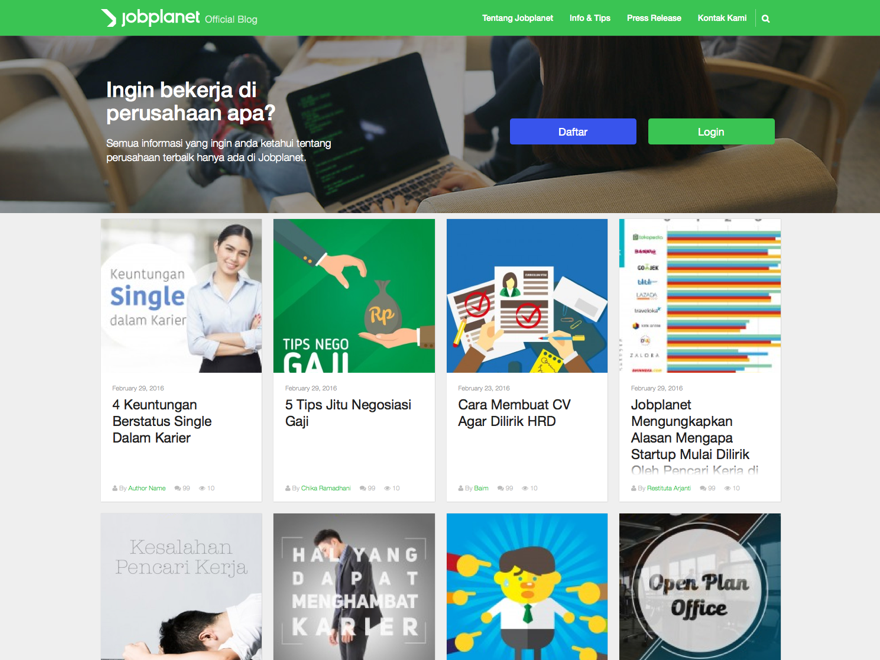 jobplanet Official Blog
Tentang Jobplanet Info & Tips Press Release Kontak Kami
Ingin bekerja di
perusahaan apa?
Semua informasi yang ingin anda ketahui tentang
perusahaan terbaik hanya ada di Jobplanet.
Daftar
Login
Keuntungan
Single
dalam Karier
February 29, 2016
4 Keuntungan
Berstatus Single
Dalam Karier
By Author Name 99 10
Rp
TIPS NEGO
GAJI
February 29, 2016
5 Tips Jitu Negosiasi
Gaji
By Chika Ramadhani 99 10
February 23, 2016
Cara Membuat CV
Agar Dilirik HRD
By Baim 99 10
tokopedia
GOJEK
LAZADA
traveloka
ZALORA
February 29, 2016
Jobplanet
Mengungkapkan
Alasan Mengapa
Startup Mulai Dilirik
Oleh Pencari Kerja di
By Restituta Arjanti 99 10
Kesalahan
Pencari Kerja
HAL YANG
DAPAT
MENGHAMBAT
KARIER
Open Plan
Office